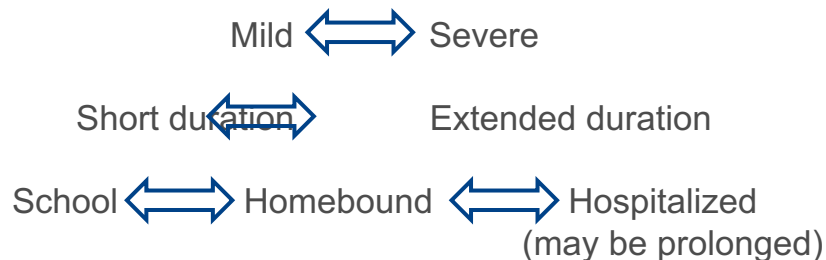 Mild Severe
Short duration Extended duration
School Homebound Hospitalized
(may be prolonged)